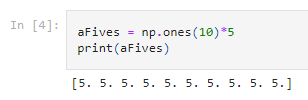 In [4]:
aFives = np.ones(10)*5
print(aFives)
[5. 5. 5. 5. 5. 5. 5. 5. 5. 5.]